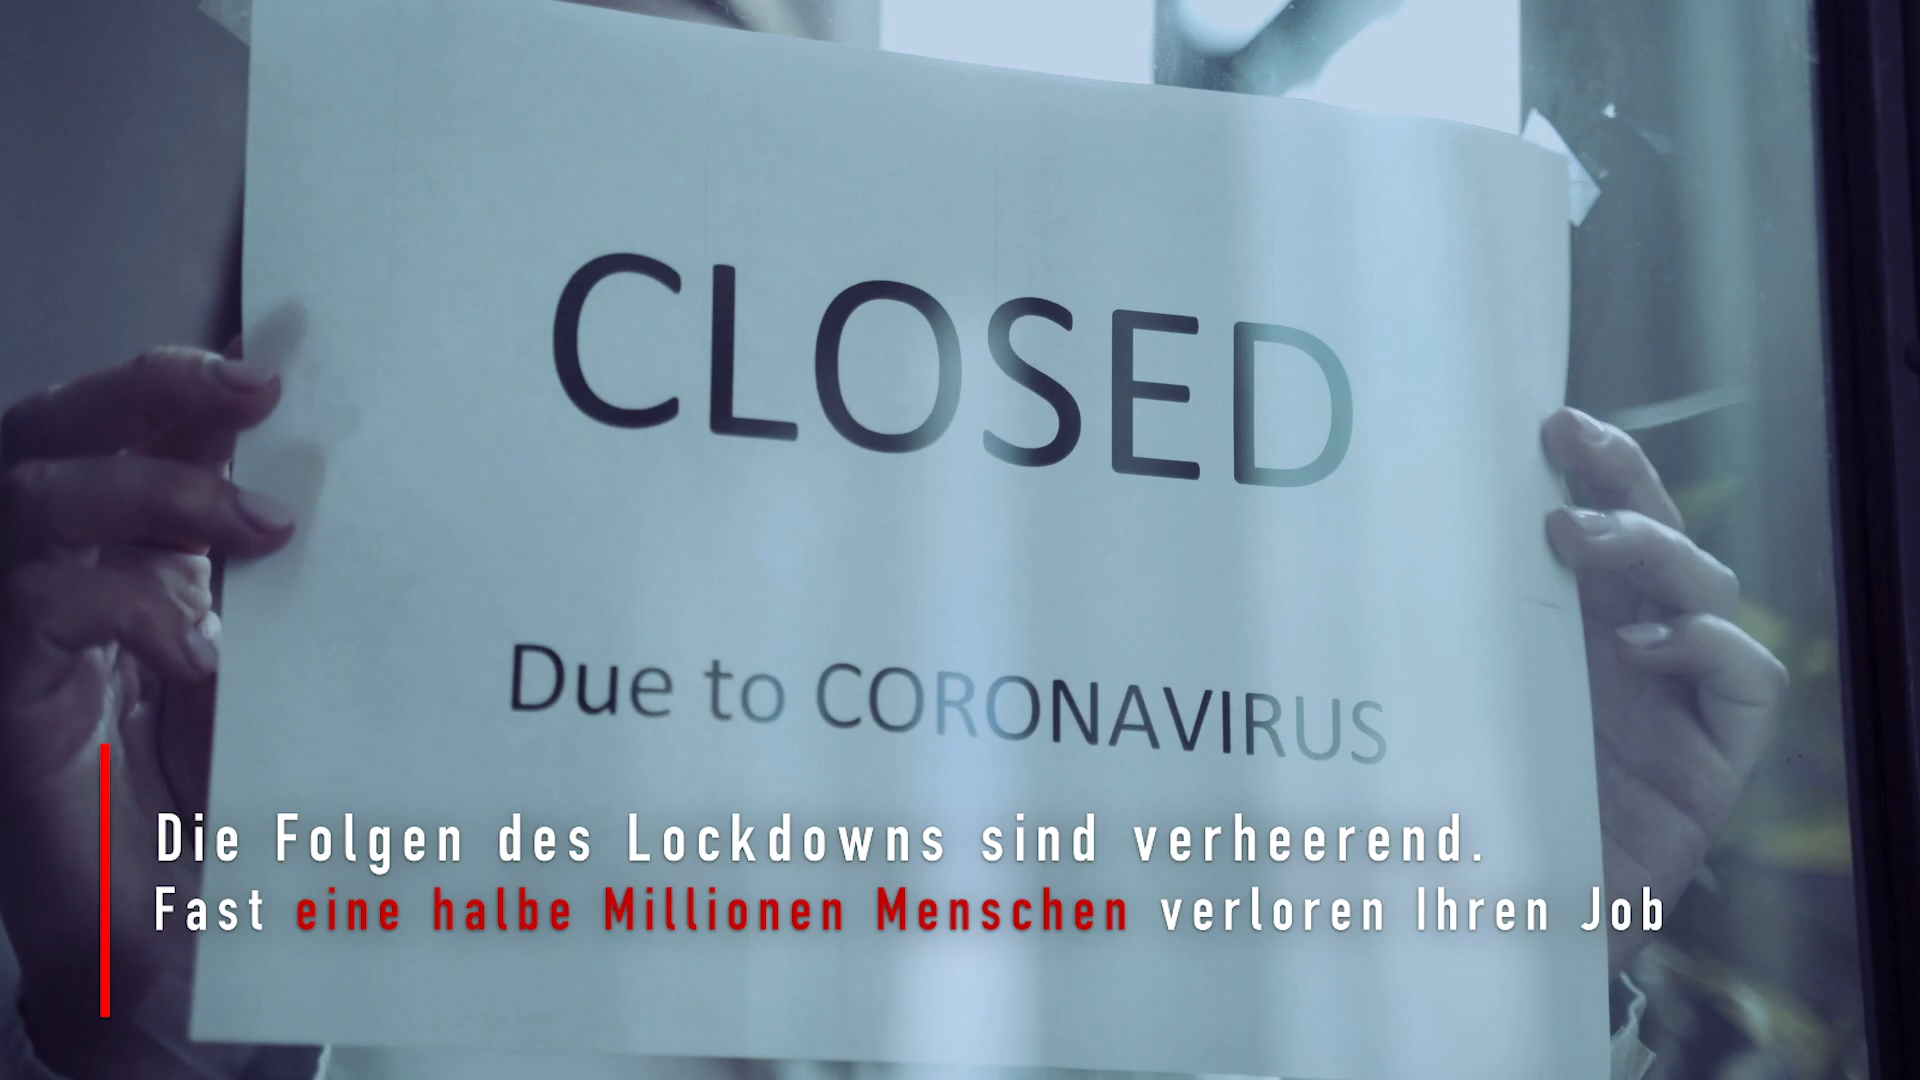 CLOSED
Due to CORONAVIRUS
Die Folgen des Lockdowns sind verheerend.
Fast eine halbe Millionen Menschen verloren Ihren Job